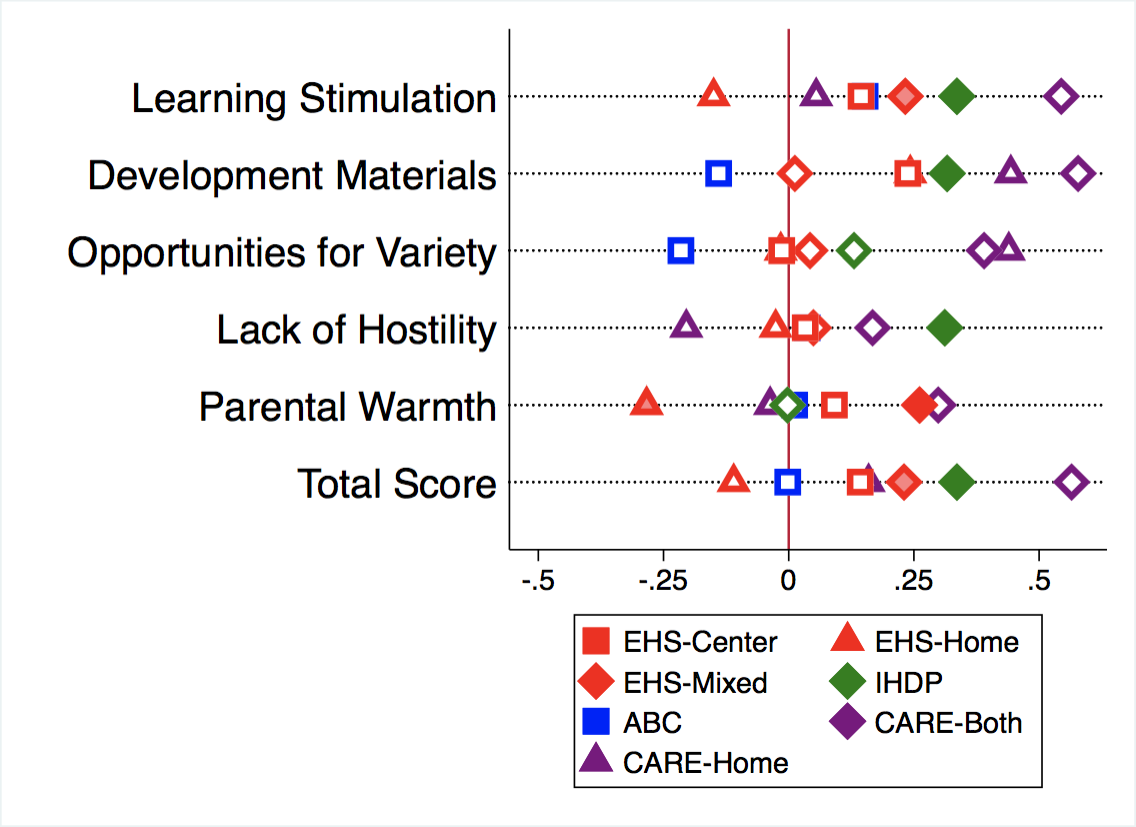 Learning Stimulation
Development Materials
Opportunities for Variety
Lack of Hostility
Parental Warmth
Total Score
-.5 -.25 0 .25 .5
EHS-Center EHS-Home
EHS-Mixed IHDP
ABC CARE-Both
CARE-Home